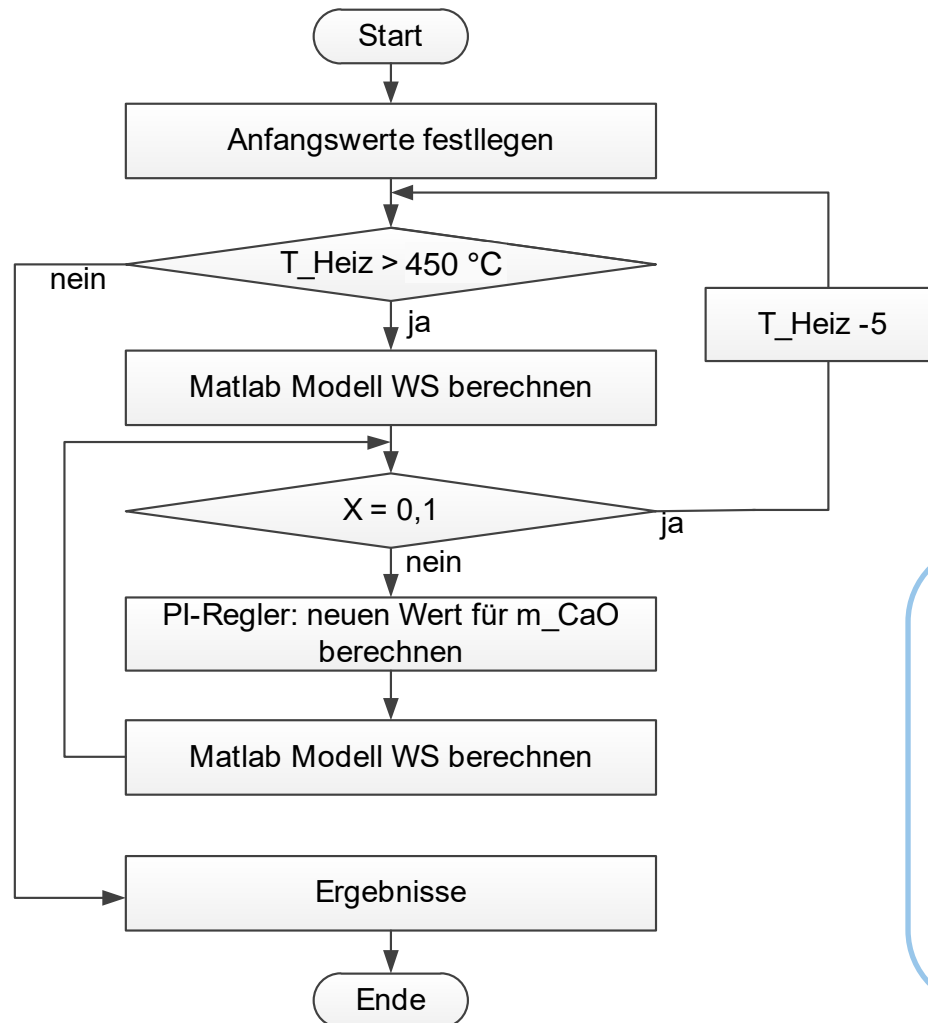 Start
Anfangswerte festllegen
T_Heiz > 450 °C
nein
ja
T_Heiz -5
Matlab Modell WS berechnen
X = 0,1
ja
nein
PI-Regler: neuen Wert für m_CaO
berechnen
Matlab Modell WS berechnen
Ergebnisse
Ende